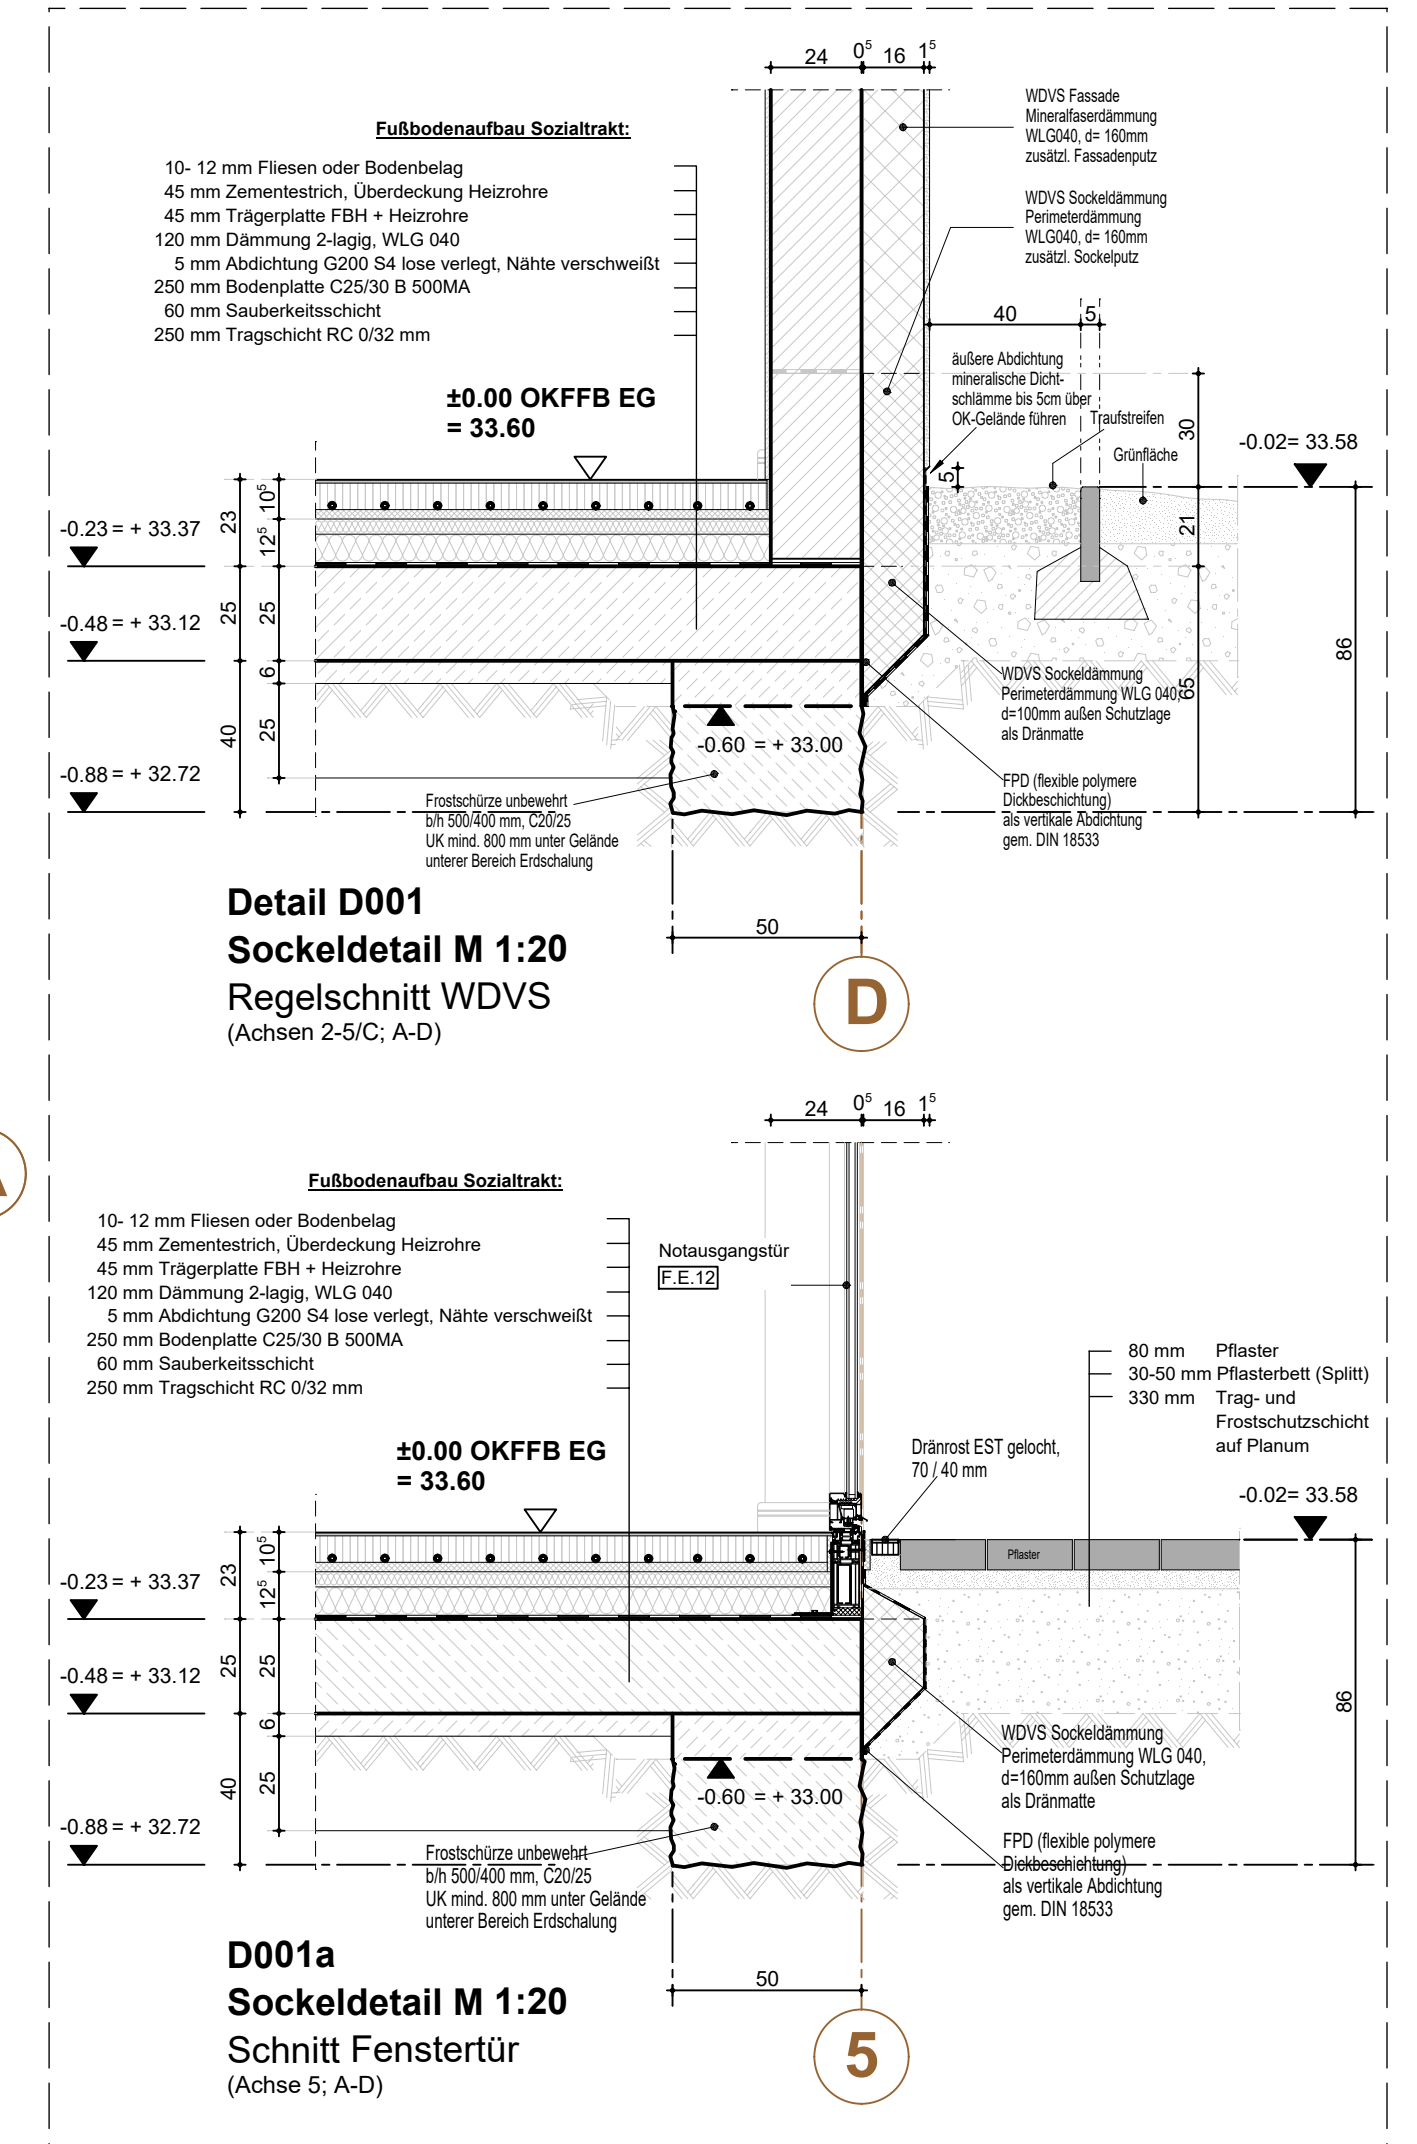 24 0⁵ 16 1⁵
WDVS Fassade
Mineralfaserdämmung
WLG040, d= 160mm
zusätzl. Fassadenputz
Fußbodenaufbau Sozialtrakt:
10- 12 mm Fliesen oder Bodenbelag
45 mm Zementestrich, Überdeckung Heizrohre
45 mm Trägerplatte FBH + Heizrohre
120 mm Dämmung 2-lagig, WLG 040
5 mm Abdichtung G200 S4 lose verlegt, Nähte verschweißt
250 mm Bodenplatte C25/30 B 500MA
60 mm Sauberkeitsschicht
250 mm Tragschicht RC 0/32 mm
WDVS Sockeldämmung
Perimeterdämmung
WLG040, d= 160mm
zusätzl. Sockelputz
40 5
äußere Abdichtung
mineralische Dicht-
schlämme bis 5cm über
OK-Gelände führen
Traufstreifen
Grünfläche
±0.00 OKFFB EG
= 33.60
30
-0.02= 33.58
5
21
86
65
-0.23 = + 33.37
23
10⁵
12⁵
-0.48 = + 33.12
25
25
6
40
25
-0.88 = + 32.72
-0.60 = + 33.00
WDVS Sockeldämmung
Perimeterdämmung WLG 040,
d=100mm außen Schutzlage
als Dränmatte
FPD (flexible polymere
Dickbeschichtung)
als vertikale Abdichtung
gem. DIN 18533
Frostschürze unbewehrt
b/h 500/400 mm, C20/25
UK mind. 800 mm unter Gelände
unterer Bereich Erdschalung
Detail D001
Sockeldetail M 1:20
Regelschnitt WDVS
(Achsen 2-5/C; A-D)
50
D
24 0⁵ 16 1⁵
Fußbodenaufbau Sozialtrakt:
10- 12 mm Fliesen oder Bodenbelag
45 mm Zementestrich, Überdeckung Heizrohre
45 mm Trägerplatte FBH + Heizrohre
120 mm Dämmung 2-lagig, WLG 040
5 mm Abdichtung G200 S4 lose verlegt, Nähte verschweißt
250 mm Bodenplatte C25/30 B 500MA
60 mm Sauberkeitsschicht
250 mm Tragschicht RC 0/32 mm
Notausgangstür
F.E.12
80 mm Pflaster
30-50 mm Pflasterbett (Splitt)
330 mm Trag- und
Frostschutzschicht
auf Planum
Dränrost EST gelocht,
70 / 40 mm
±0.00 OKFFB EG
= 33.60
-0.02= 33.58
Pflaster
86
-0.23 = + 33.37
23
10⁵
12⁵
-0.48 = + 33.12
25
25
6
40
25
-0.88 = + 32.72
-0.60 = + 33.00
WDVS Sockeldämmung
Perimeterdämmung WLG 040,
d=160mm außen Schutzlage
als Dränmatte
FPD (flexible polymere
Dickbeschichtung)
als vertikale Abdichtung
gem. DIN 18533
Frostschürze unbewehrt
b/h 500/400 mm, C20/25
UK mind. 800 mm unter Gelände
unterer Bereich Erdschalung
D001a
Sockeldetail M 1:20
Schnitt Fenstertür
(Achse 5; A-D)
50
5